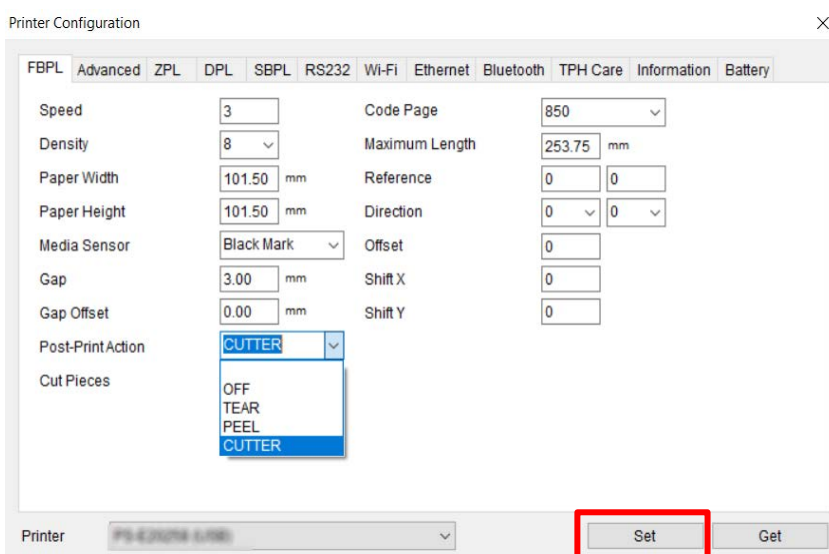 Printer Configuration
FBPL Advanced ZPL DPL SBPL RS232 Wi-Fi Ethernet Bluetooth TPH Care Information Battery
Speed 3 Code Page 850
Density 8 Maximum Length 253.75 mm
Paper Width 101.50 mm Reference 0 0
Paper Height 101.50 mm Direction 0 0
Media Sensor Black Mark Offset 0
Gap 3.00 mm Shift X 0
Gap Offset 0.00 mm Shift Y 0
Post-Print Action CUTTER
Cut Pieces
OFF
TEAR
PEEL
CUTTER
Printer Set Get